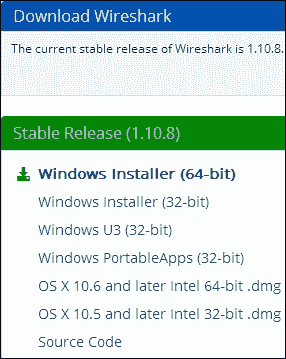 Download Wireshark
The current stable release of Wireshark is 1.10.8.
Stable Release (1.10.8)
Windows Installer (64-bit)
Windows Installer (32-bit)
Windows U3 (32-bit)
Windows PortableApps (32-bit)
OS X 10.6 and later Intel 64-bit .dmg
OS X 10.5 and later Intel 32-bit .dmg
Source Code